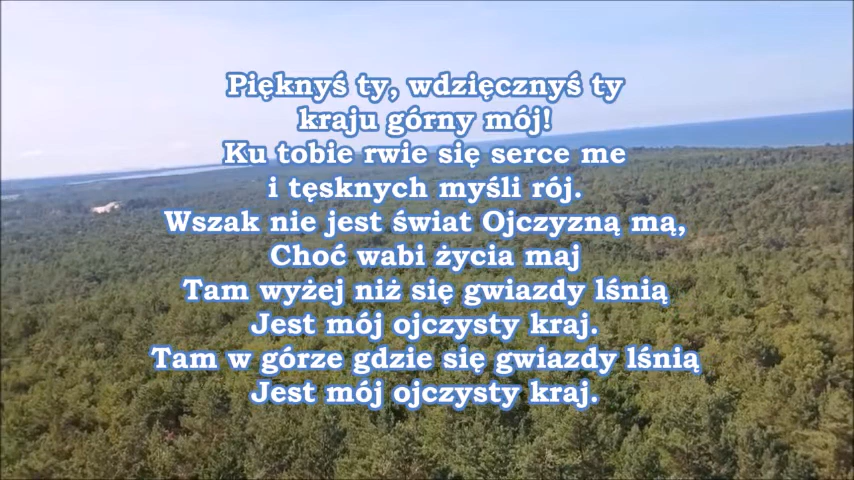 Pięknyś ty, wdzięcznyś ty
kraju górny mój!
Ku tobie rwie się serce me
i tęsknych myśli rój.
Wszak nie jest świat Ojczyzną mą,
Choć wabi życia maj
Tam wyżej niż się gwiazdy lśnią
Jest mój ojczysty kraj.
Tam w górze gdzie się gwiazdy lśnią
Jest mój ojczysty kraj.